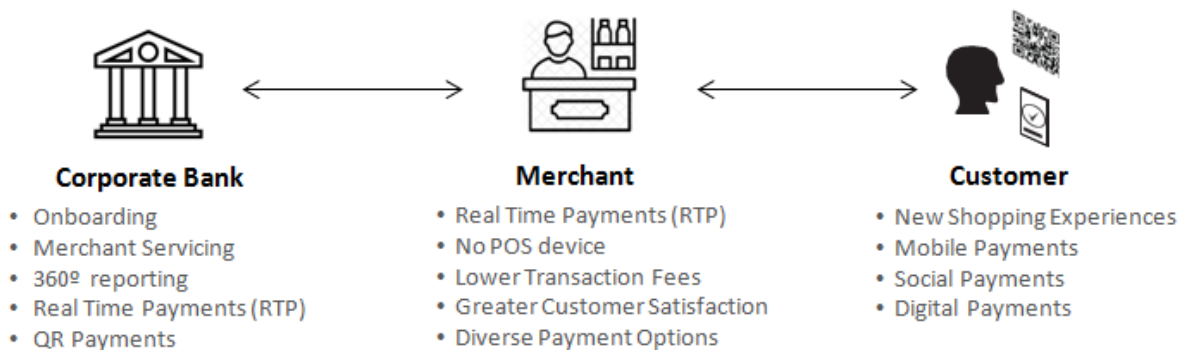 Corporate Bank
• Onboarding
• Merchant Servicing
• 360º reporting
• Real Time Payments (RTP)
• QR Payments
Merchant
• Real Time Payments (RTP)
• No POS device
• Lower Transaction Fees
• Greater Customer Satisfaction
• Diverse Payment Options
Customer
• New Shopping Experiences
• Mobile Payments
• Social Payments
• Digital Payments